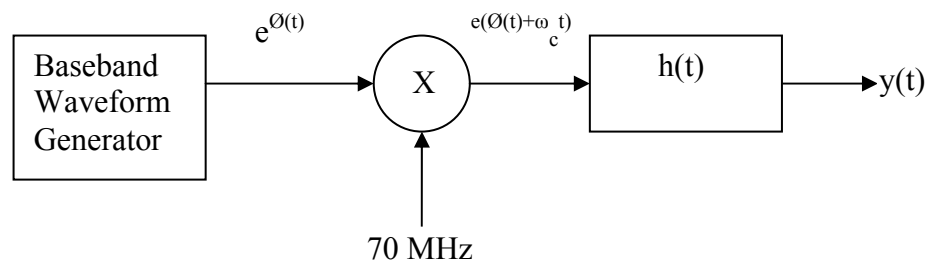 e^Ø(t)
e(Ø(t)+ω_c t)
Baseband
Waveform
Generator
X
h(t)
y(t)
70 MHz